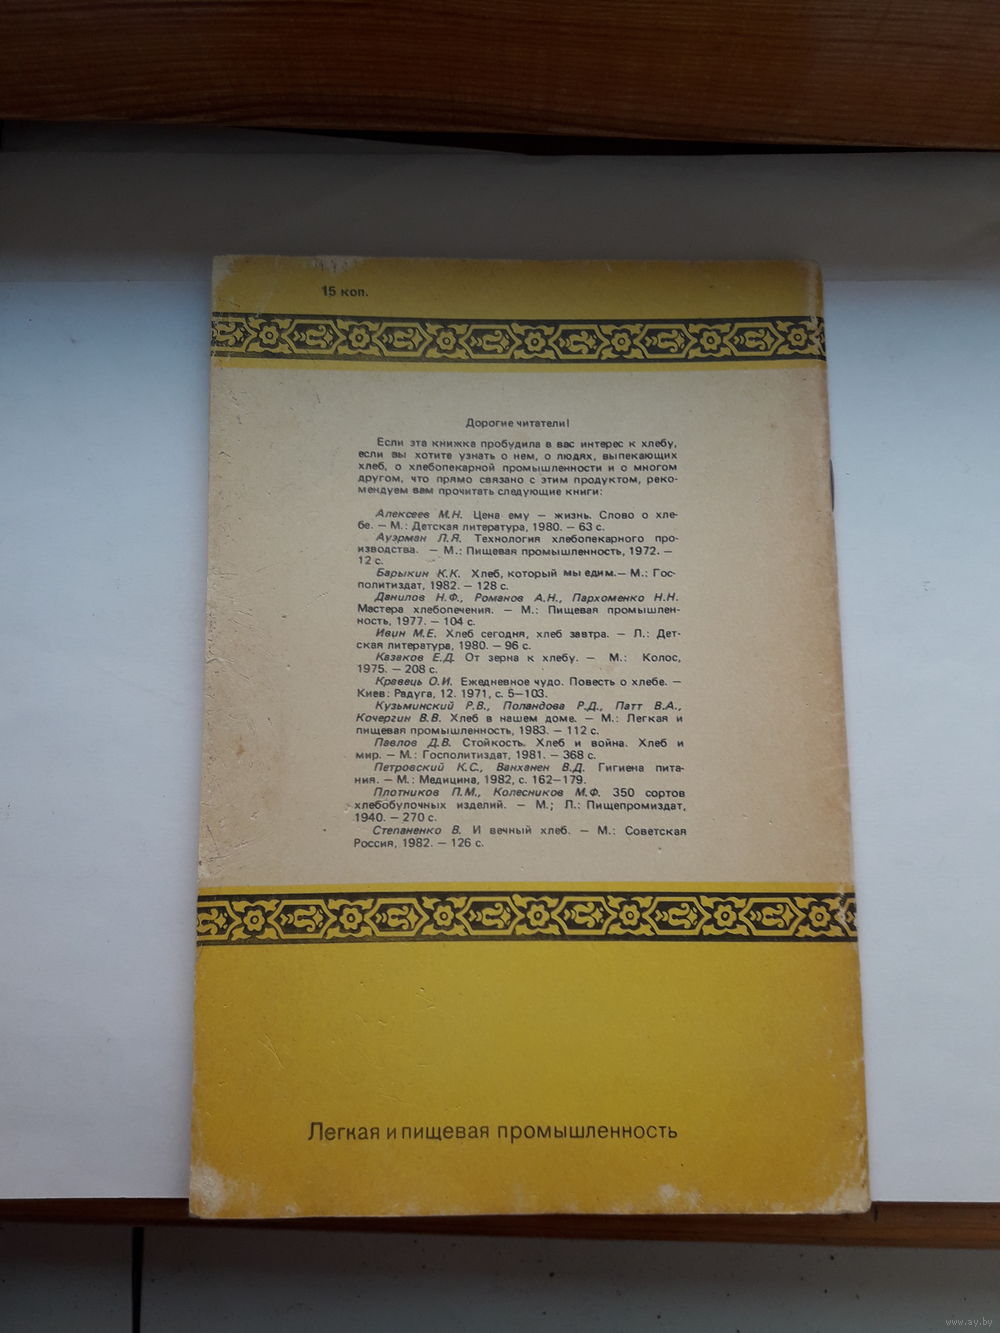 15 коп.
Дорогие читатели!
Если эта книжка пробудила в вас интерес к хлебу,
если вы хотите узнать о нем, о людях, выпекающих
хлеб, о хлебопекарной промышленности и о многом
другом, что прямо связано с этим продуктом, реко-
мендуем вам прочитать следующие книги:
Алексеев М.Н. Цена ему — жизнь. Слово о хле-
бе. — М.: Детская литература, 1980. — 63 с.
Ауэрман Л.Я. Технология хлебопекарного про-
изводства. — М.: Пищевая промышленность, 1972. —
12 с.
Барыкин К.К. Хлеб, который мы едим.— М.: Гос-
политиздат, 1982. — 128 с.
Данилов Н.Ф., Романов А.Н., Пархоменко Н.Н.
Мастера хлебопечения. — М.: Пищевая промышлен-
ность, 1977. — 104 с.
Ивин М.Е. Хлеб сегодня, хлеб завтра. — Л.: Дет-
ская литература, 1980. — 96 с.
Казаков Е.Д. От зерна к хлебу. — М.: Колос,
1975. — 208 с.
Кравець О.И. Ежедневное чудо. Повесть о хлебе. —
Киев: Радуга, 12. 1971, с. 5—103.
Кузьминский Р.В., Поландова Р.Д., Патт В.А.,
Кочергин В.В. Хлеб в нашем доме. — М.: Легкая и
пищевая промышленность, 1983. — 112 с.
Павлов Д.В. Стойкость. Хлеб и война. Хлеб и
мир. — М.: Госполитиздат, 1981. — 368 с.
Петровский К.С., Ванханен В.Д. Гигиена пита-
ния. — М.: Медицина, 1982, с. 162—179.
Плотников П.М., Колесников М.Ф. 350 сортов
хлебобулочных изделий. — М.; Л.: Пищепромиздат,
1940. — 270 с.
Степаненко В. И вечный хлеб. — М.: Советская
Россия, 1982. — 126 с.
Легкая и пищевая промышленность
www.ay.by